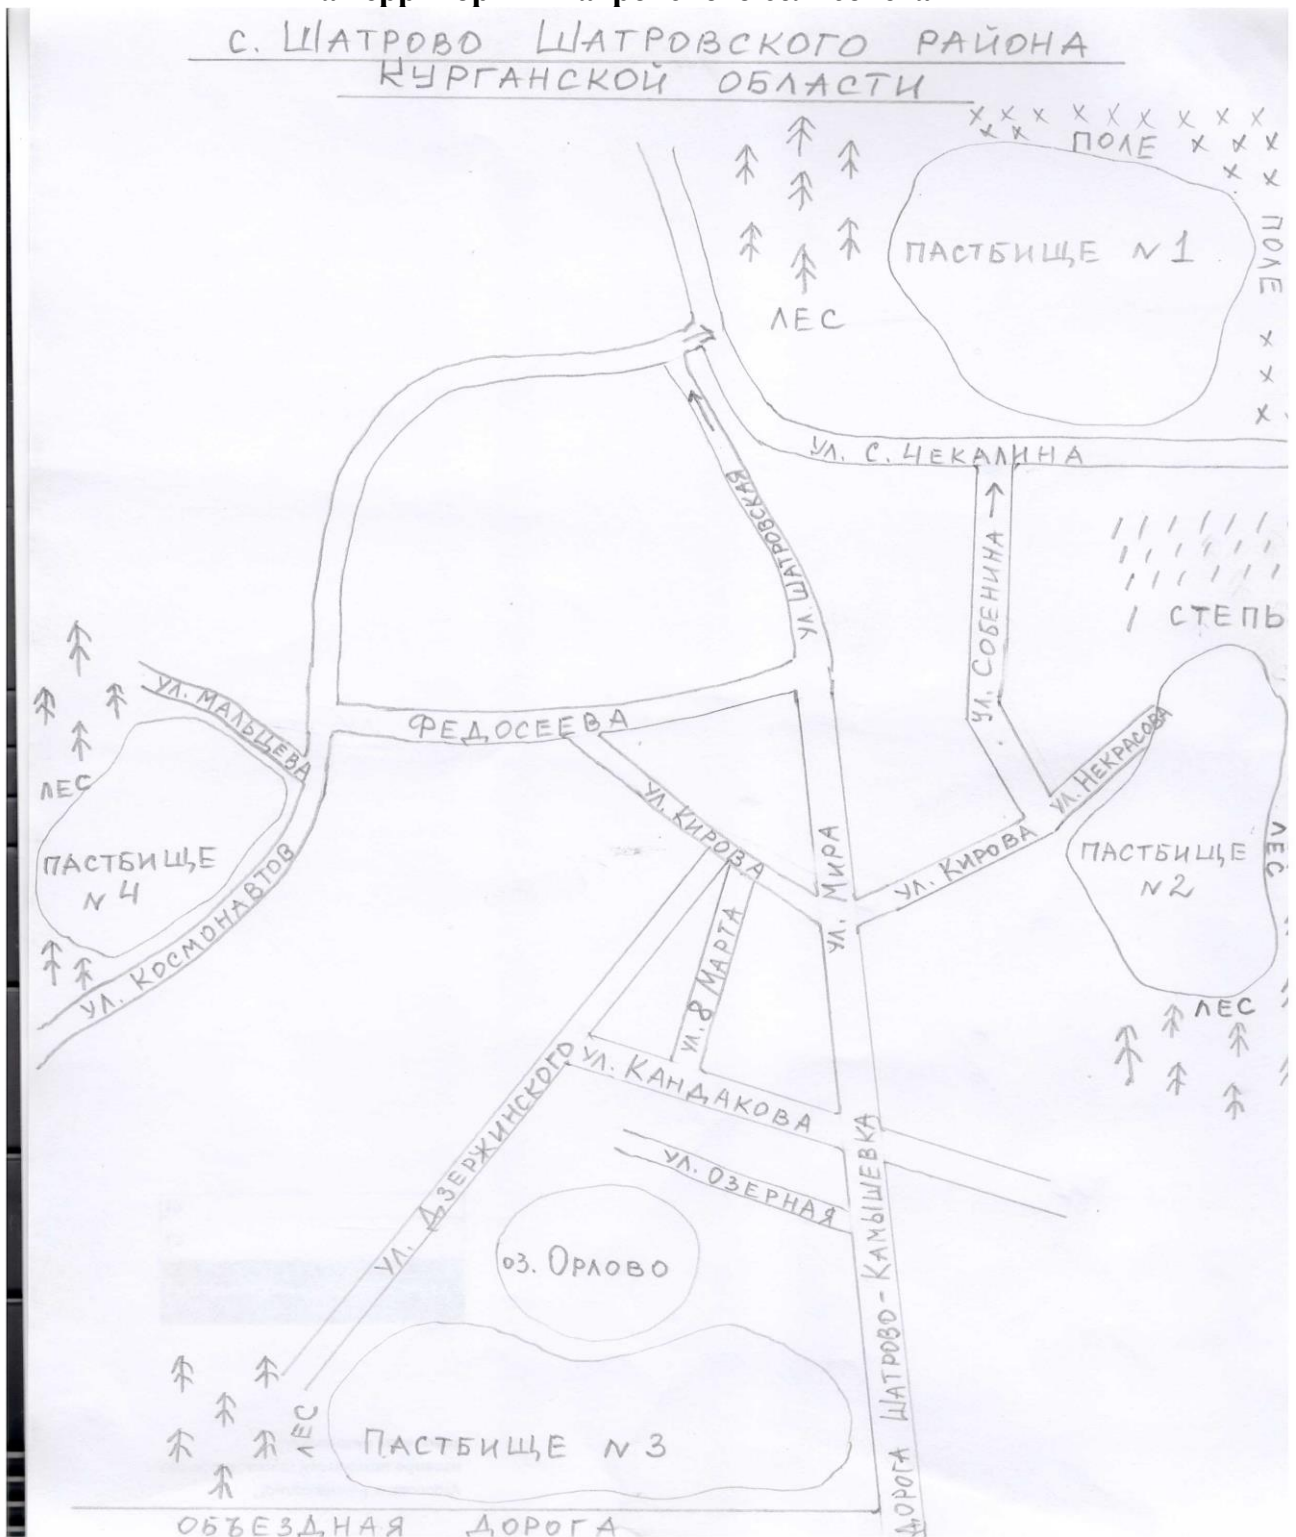 с. ШАТРОВО ШАТРОВСКОГО РАЙОНА
КУРГАНСКОЙ ОБЛАСТИ
ПОЛЕ
ПАСТБИЩЕ N 1
ПОЛЕ
ЛЕС
УЛ. С. ЧЕКАЛИНА
УЛ ШАТРОВСКАЯ
УЛ. СОБЕНИНА
СТЕПЬ
УЛ. МАЛЬЦЕВА
ФЕДОСЕЕВА
УЛ. НЕКРАСОВА
ЛЕС
УЛ. КИРОВА
УЛ. МИРА
УЛ. КИРОВА
ПАСТБИЩЕ
N 2
ЛЕС
ПАСТБИЩЕ
N 4
УЛ. КОСМОНАВТОВ
УЛ. 8 МАРТА
ЛЕС
УЛ. ДЗЕРЖИНСКОГО
УЛ. КАНДАКОВА
УЛ. ОЗЕРНАЯ
оз. ОРЛОВО
ДОРОГА ШАТРОВО-КАМЫШЕВКА
ЛЕС
ПАСТБИЩЕ N 3
ОБЪЕЗДНАЯ ДОРОГА